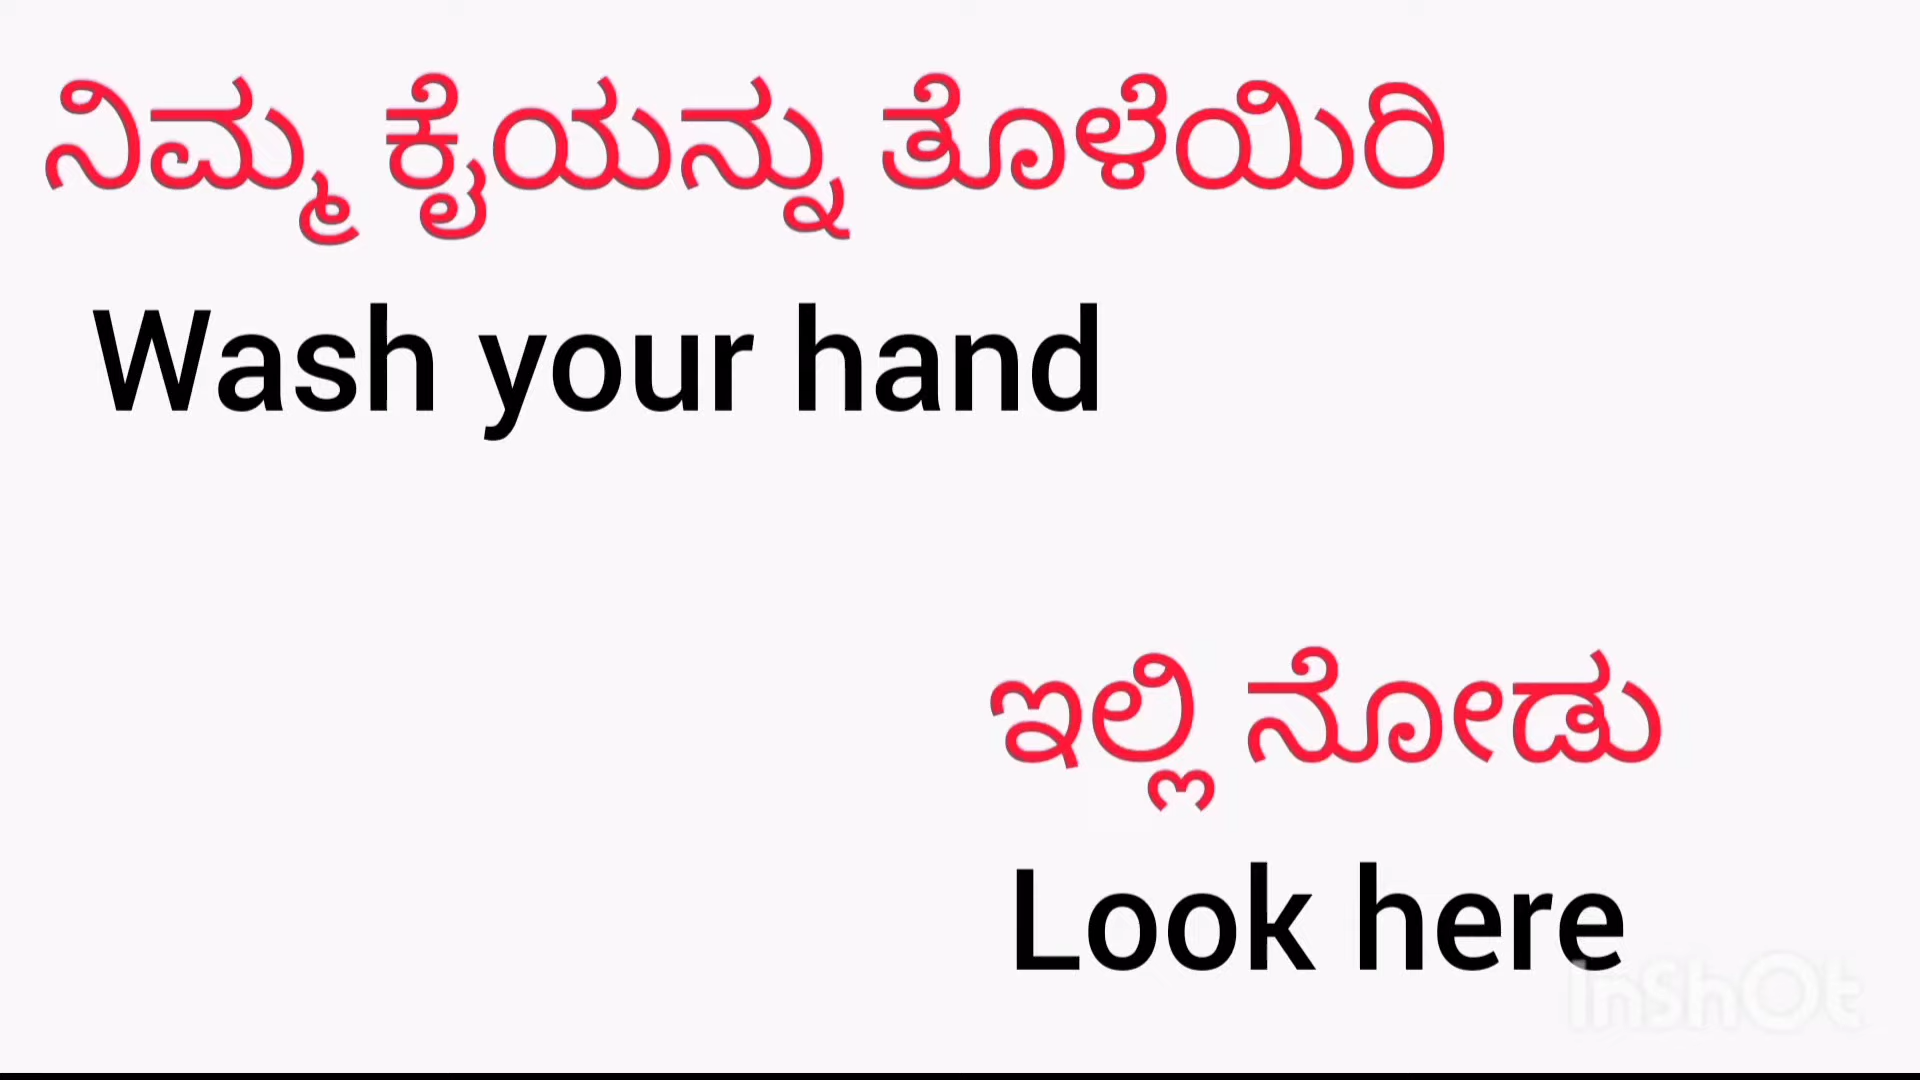 ನಿಮ್ಮ ಕೈಯನ್ನು ತೊಳೆಯಿರಿ
Wash your hand
ಇಲ್ಲಿ ನೋಡು
Look here
InShOt